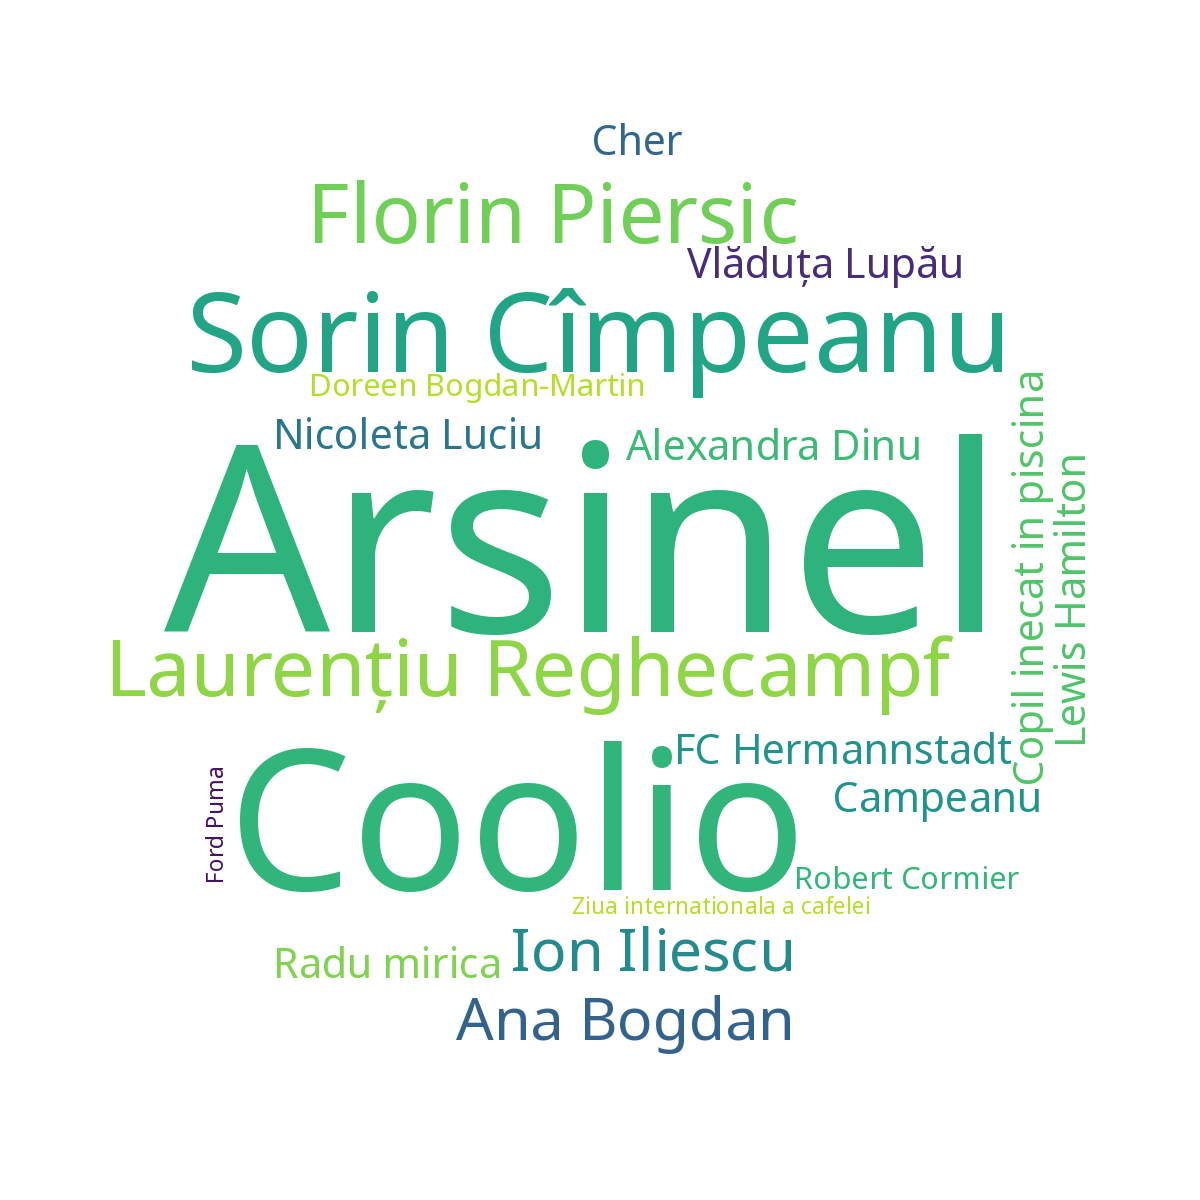 Cher
Florin Piersic
Vlăduța Lupău
Sorin Cîmpeanu
Doreen Bogdan-Martin
Nicoleta Luciu
Alexandra Dinu
Arsinel
Copil inecat in piscina
Lewis Hamilton
Laurențiu Reghecampf
FC Hermannstadt
Coolio
Campeanu
Ford Puma
Robert Cormier
Ziua internationala a cafelei
Ion Iliescu
Radu mirica
Ana Bogdan